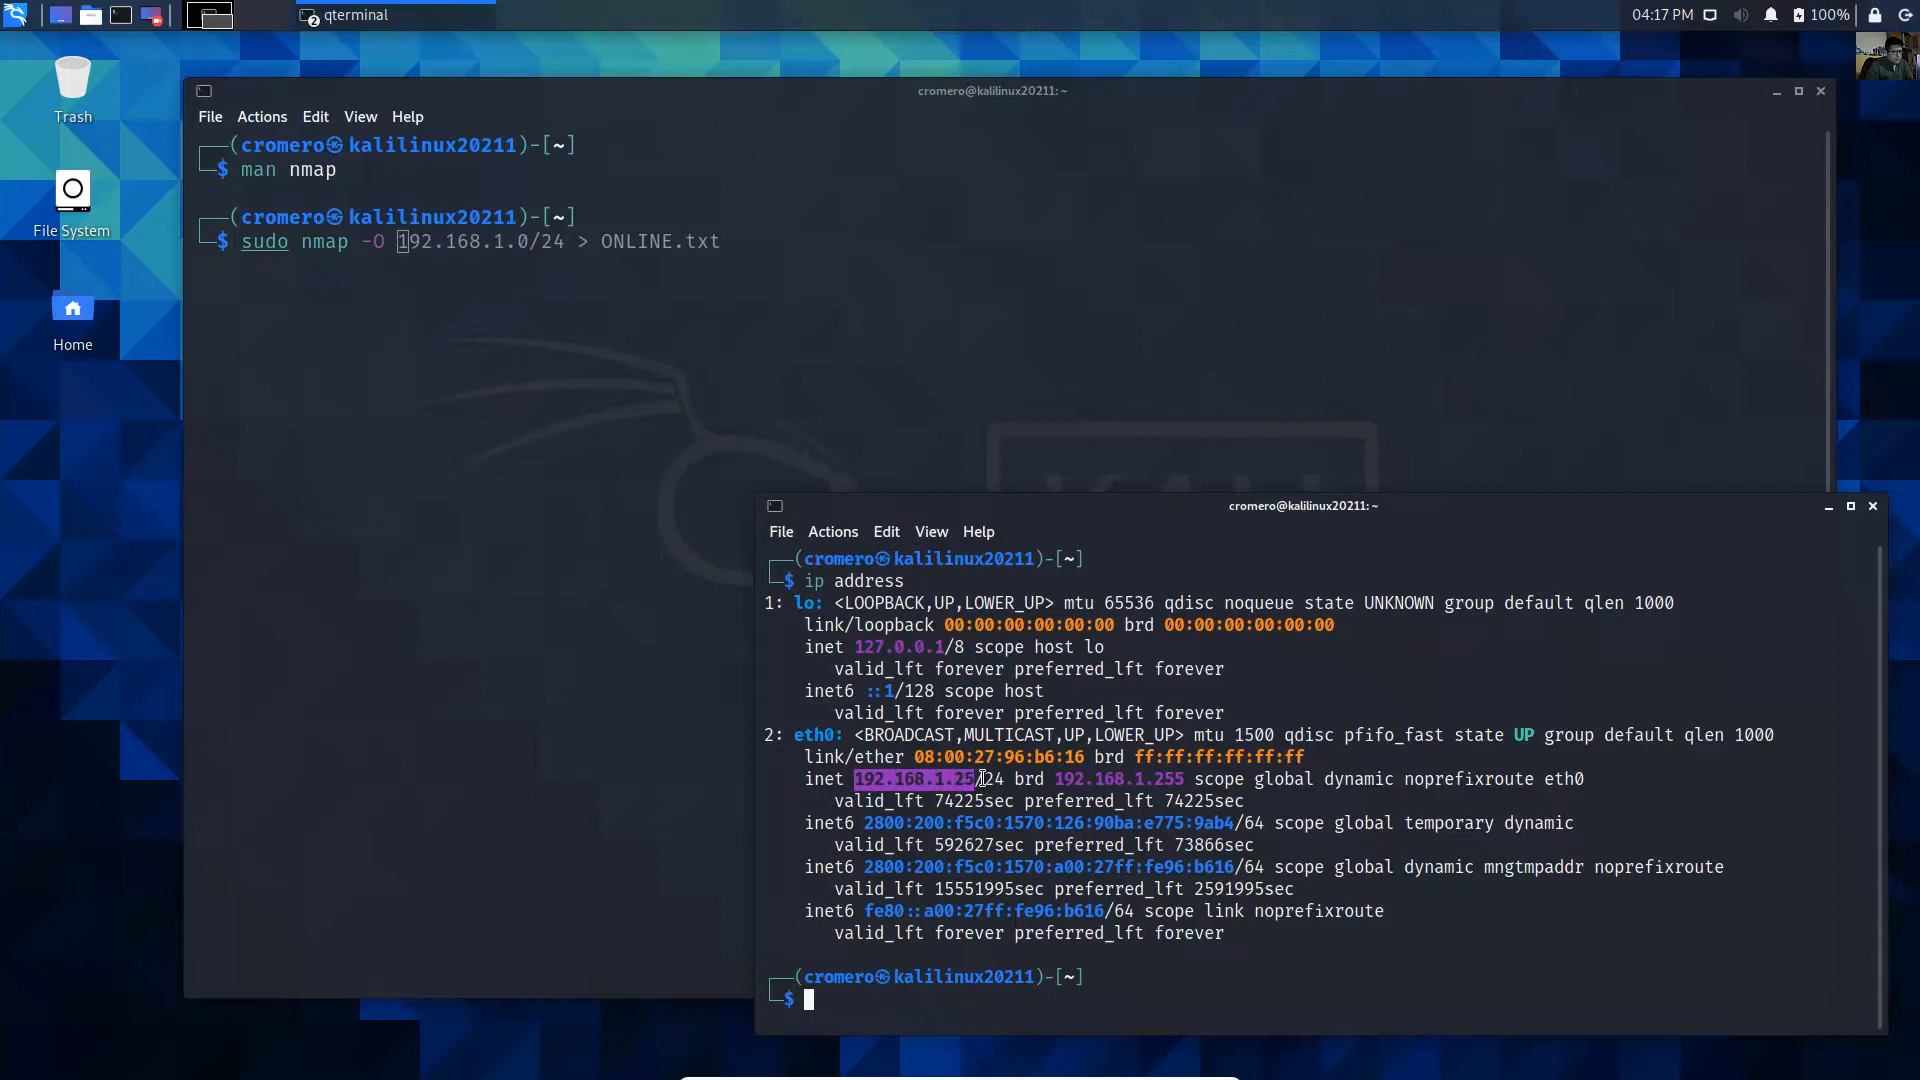 qterminal
2
04:17 PM
100%
Trash
File System
Home
cromero@kalilinux20211: ~
File Actions Edit View Help
┌──(cromero㉿kalilinux20211)-[~]
└─$ man nmap
┌──(cromero㉿kalilinux20211)-[~]
└─$ sudo nmap -O 192.168.1.0/24 > ONLINE.txt
cromero@kalilinux20211: ~
File Actions Edit View Help
┌──(cromero㉿kalilinux20211)-[~]
└─$ ip address
1: lo: <LOOPBACK,UP,LOWER_UP> mtu 65536 qdisc noqueue state UNKNOWN group default qlen 1000
link/loopback 00:00:00:00:00:00 brd 00:00:00:00:00:00
inet 127.0.0.1/8 scope host lo
valid_lft forever preferred_lft forever
inet6 ::1/128 scope host
valid_lft forever preferred_lft forever
2: eth0: <BROADCAST,MULTICAST,UP,LOWER_UP> mtu 1500 qdisc pfifo_fast state UP group default qlen 1000
link/ether 08:00:27:96:b6:16 brd ff:ff:ff:ff:ff:ff
inet 192.168.1.25/24 brd 192.168.1.255 scope global dynamic noprefixroute eth0
valid_lft 74225sec preferred_lft 74225sec
inet6 2800:200:f5c0:1570:126:90ba:e775:9ab4/64 scope global temporary dynamic
valid_lft 592627sec preferred_lft 73866sec
inet6 2800:200:f5c0:1570:a00:27ff:fe96:b616/64 scope global dynamic mngtmpaddr noprefixroute
valid_lft 15551995sec preferred_lft 2591995sec
inet6 fe80::a00:27ff:fe96:b616/64 scope link noprefixroute
valid_lft forever preferred_lft forever
┌──(cromero㉿kalilinux20211)-[~]
└─$